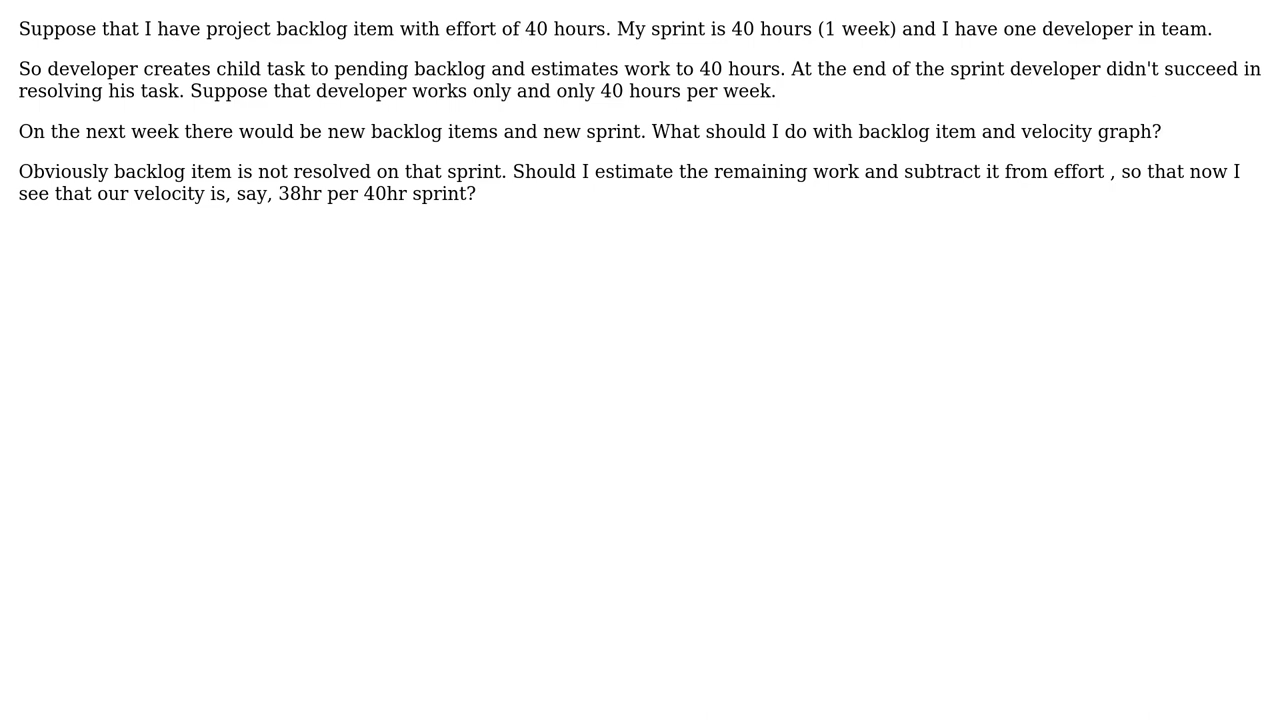 Suppose that I have project backlog item with effort of 40 hours. My sprint is 40 hours (1 week) and I have one developer in team.
So developer creates child task to pending backlog and estimates work to 40 hours. At the end of the sprint developer didn't succeed in
resolving his task. Suppose that developer works only and only 40 hours per week.
On the next week there would be new backlog items and new sprint. What should I do with backlog item and velocity graph?
Obviously backlog item is not resolved on that sprint. Should I estimate the remaining work and subtract it from effort , so that now I
see that our velocity is, say, 38hr per 40hr sprint?